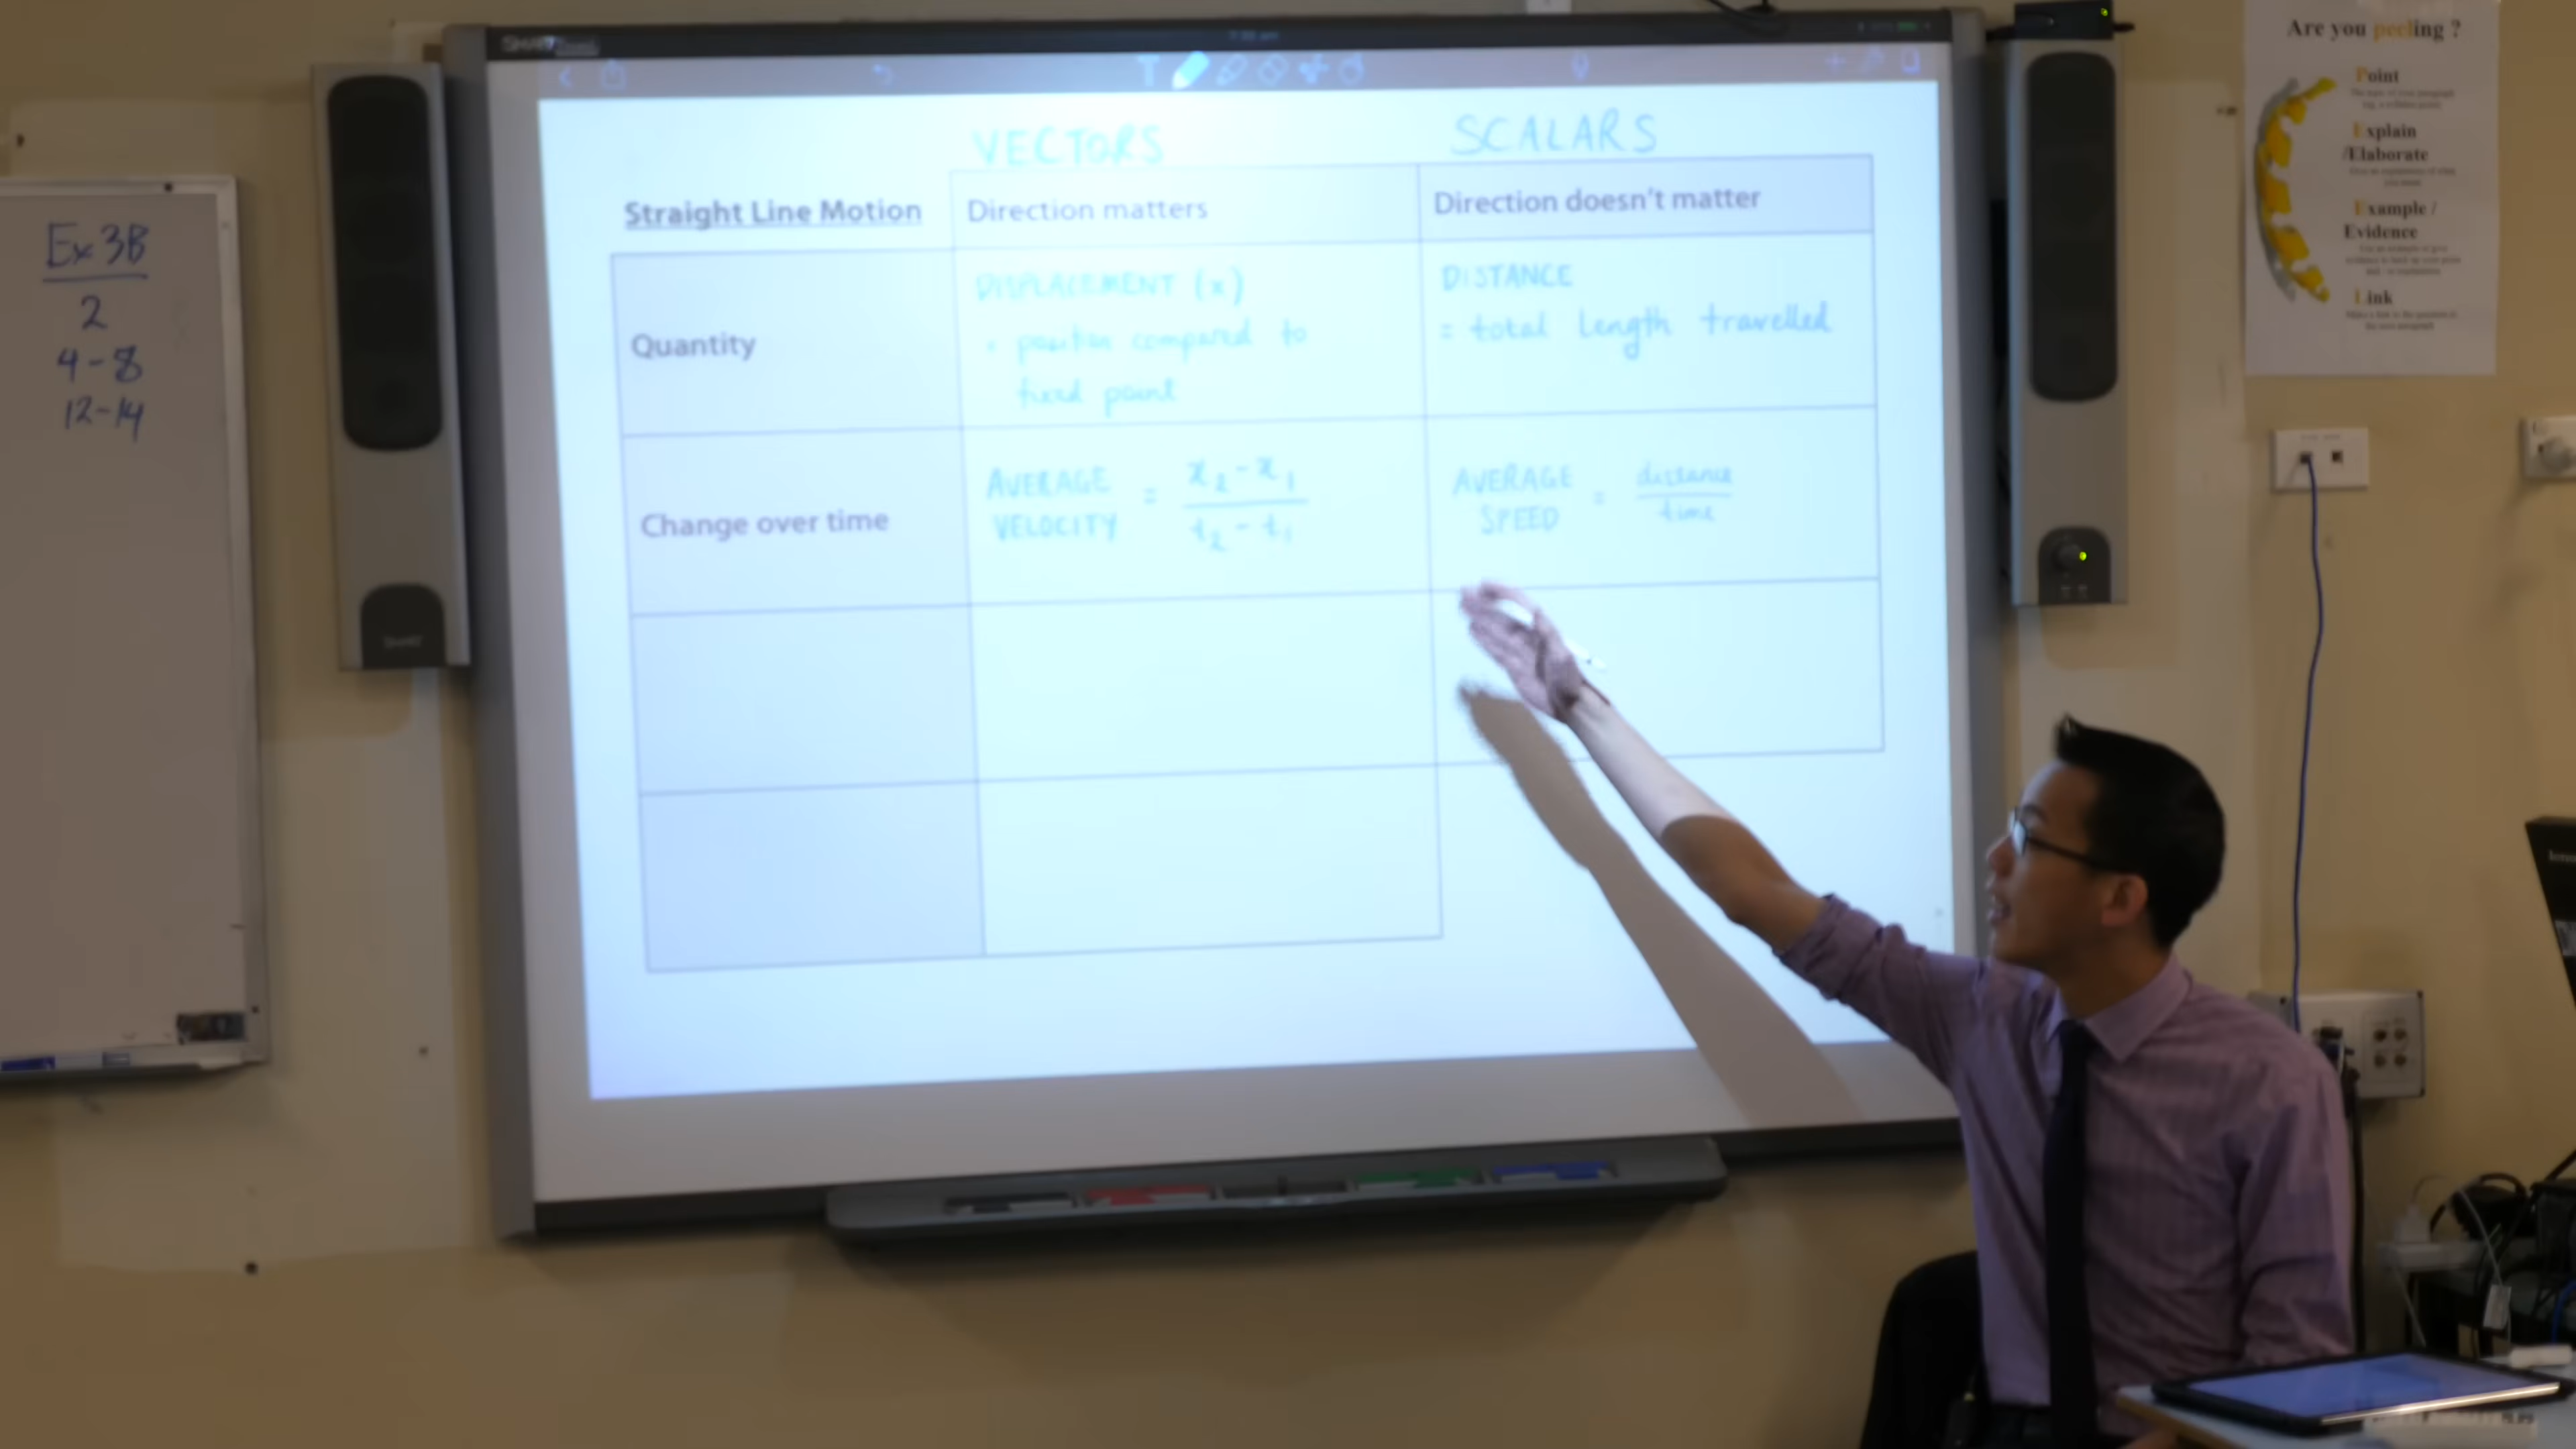 Ex 3B
2
4-8
12-14
SMART
VECTORS
SCALARS
Straight Line Motion
Direction matters
Direction doesn't matter
Quantity
DISPLACEMENT (x)
= position compared to
fixed point
DISTANCE
= total length travelled
Change over time
AVERAGE VELOCITY = x₂ - x₁ / t₂ - t₁
AVERAGE SPEED = distance / time
Are you peeling ?
Point
Explain
/Elaborate
Example /
Evidence
Link